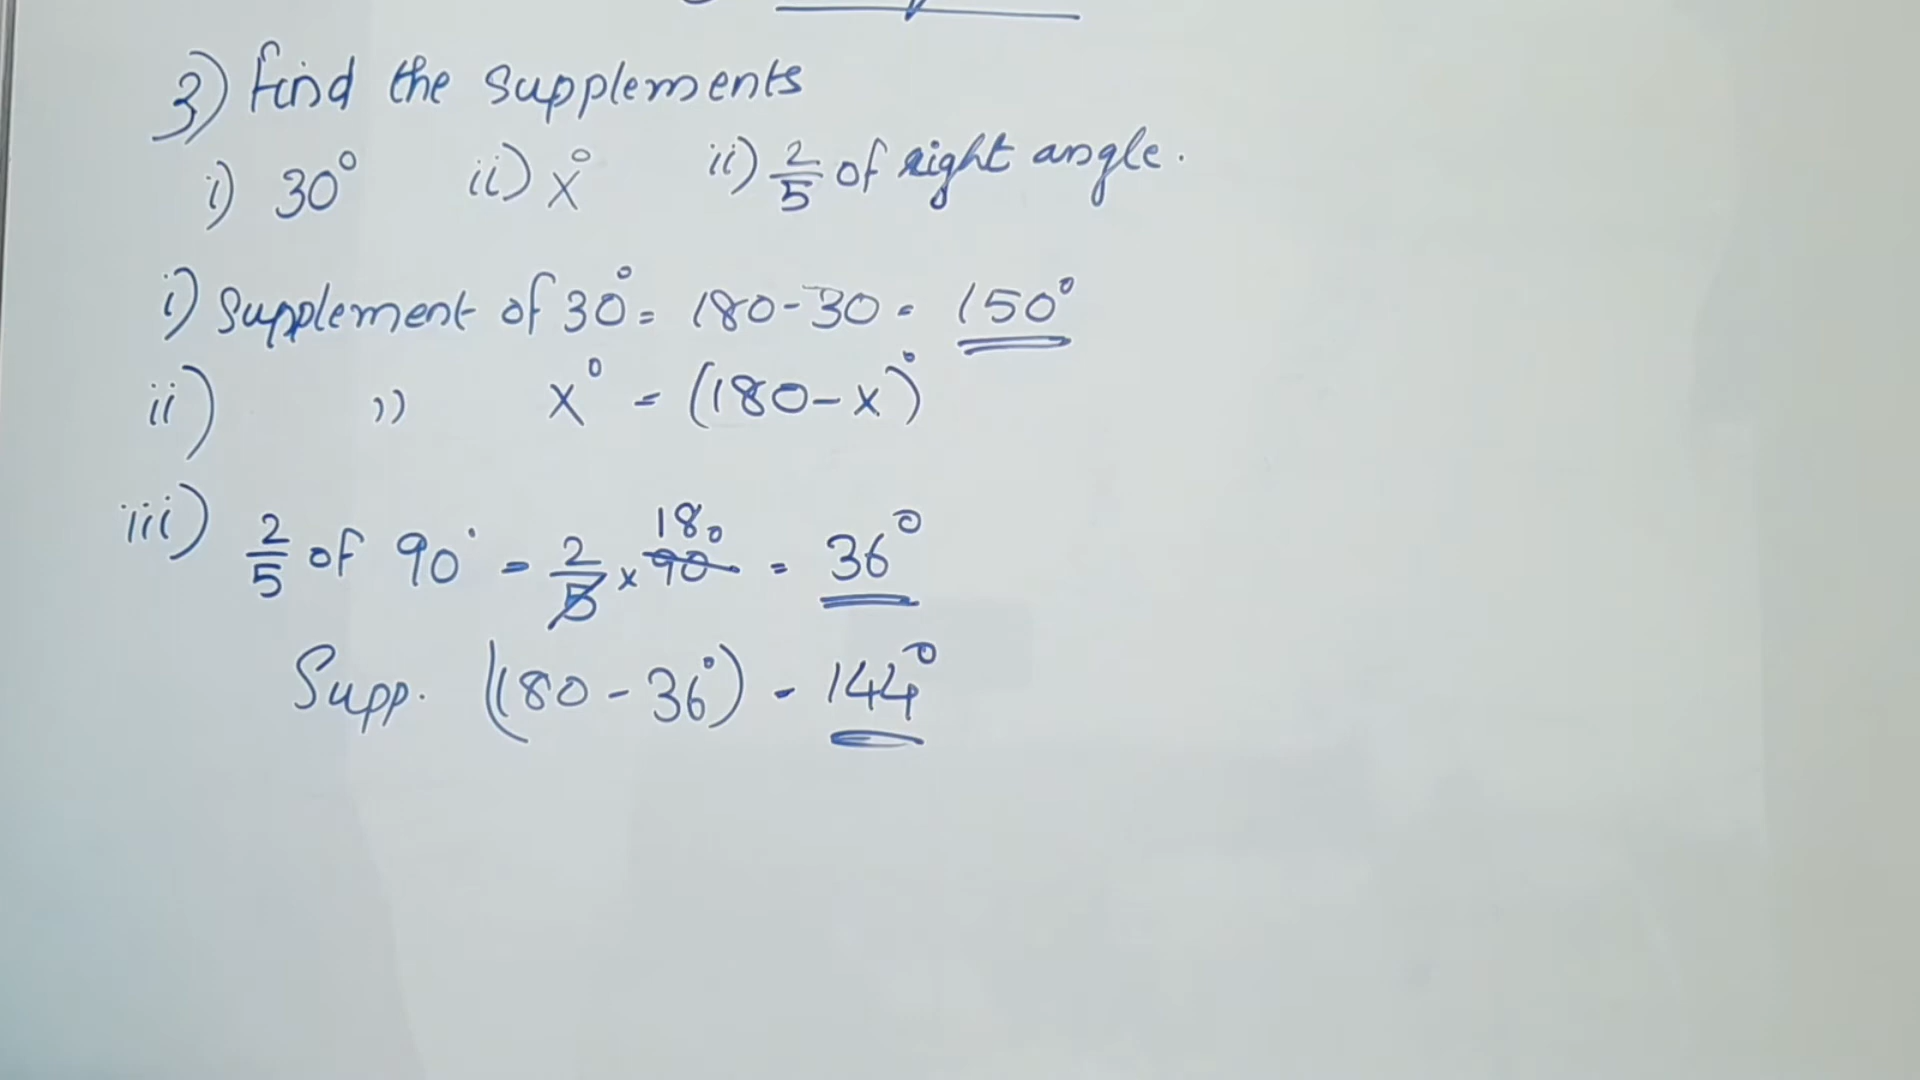 3) Find the Supplements
i) 30° ii) x° ii) 2/5 of right angle.
i) Supplement of 30° = 180-30 = 150°
ii) ,, x° = (180-x)°
iii) 2/5 of 90° = 2/5 x 90 18° = 36°
Supp. (180-36°) = 144°